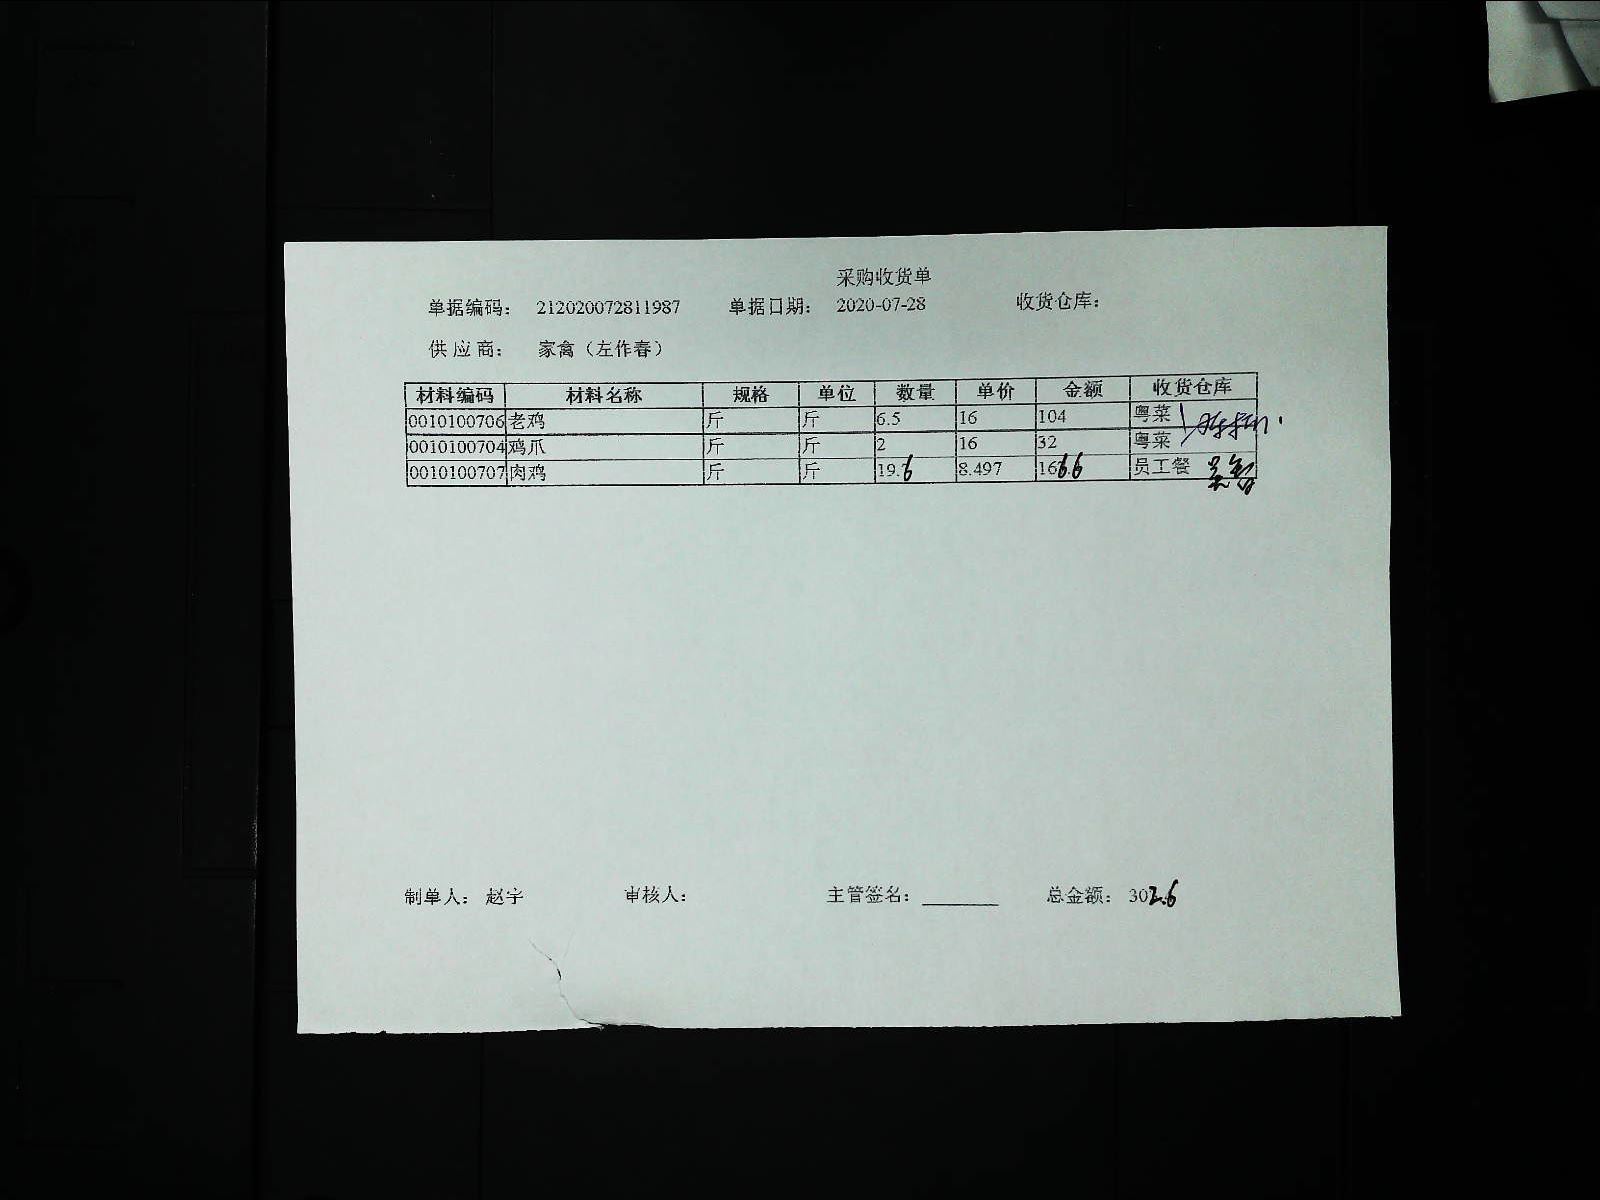 采购收货单
单据编码： 212020072811987 单据日期： 2020-07-28 收货仓库：
供 应 商： 家禽（左作春）
材料编码 材料名称 规格 单位 数量 单价 金额 收货仓库
0010100706 老鸡 斤 斤 6.5 16 104 粤菜
0010100704 鸡爪 斤 斤 2 16 32 粤菜
0010100707 肉鸡 斤 斤 19.6 8.497 166.6 员工餐
制单人： 赵宇 审核人： 主管签名： 总金额： 302.6